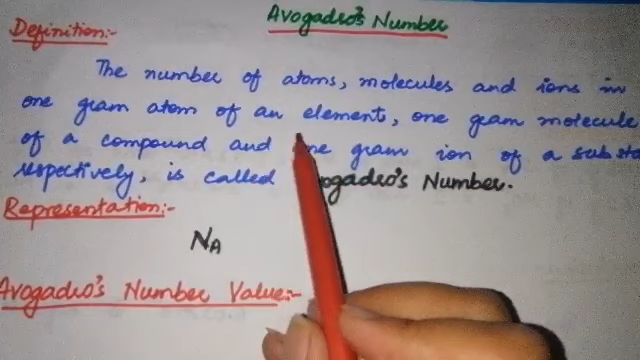 Avogadro's Number
Definition:-
The number of atoms, molecules and ions in
one gram atom of an element, one gram molecule
of a compound and gram ion of a
respectively, is called Number.
Representation:-
NA
Avogadro's Number Value:-